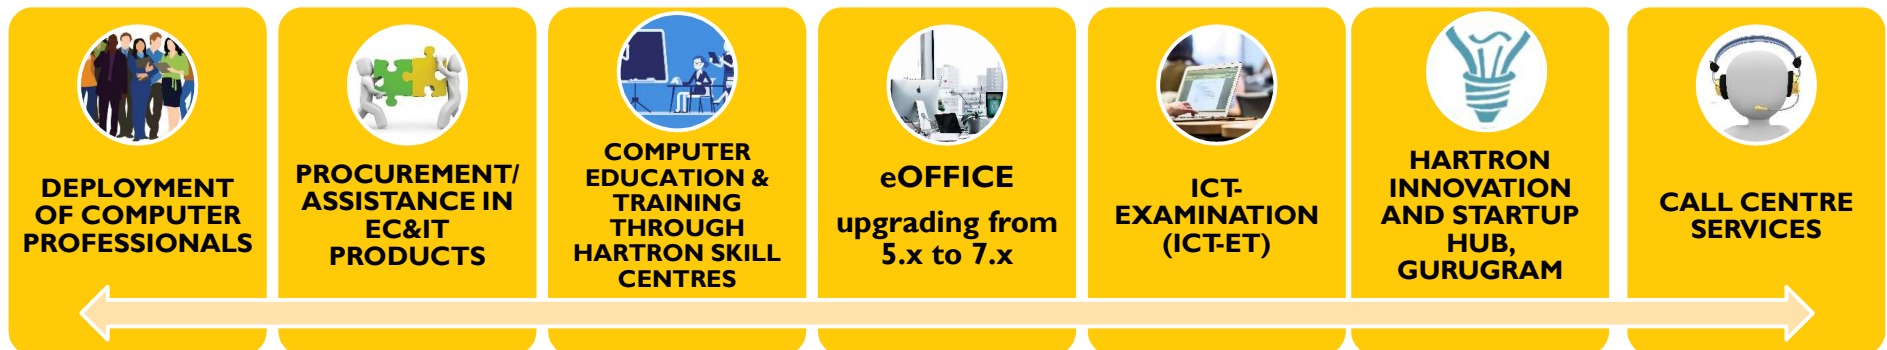 DEPLOYMENT
OF COMPUTER
PROFESSIONALS
PROCUREMENT/
ASSISTANCE IN
EC&IT
PRODUCTS
COMPUTER
EDUCATION &
TRAINING
THROUGH
HARTRON SKILL
CENTRES
eOFFICE
upgrading from
5.x to 7.x
ICT-
EXAMINATION
(ICT-ET)
HARTRON
INNOVATION
AND STARTUP
HUB,
GURUGRAM
CALL CENTRE
SERVICES